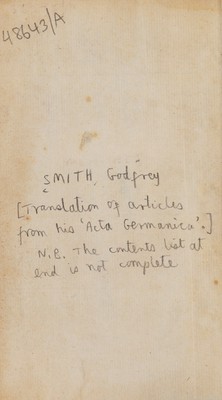 48643/A
SMITH, Godfrey
[Translation of articles
from his 'Acta Germanica'.]
N.B. The contents list at
end is not complete